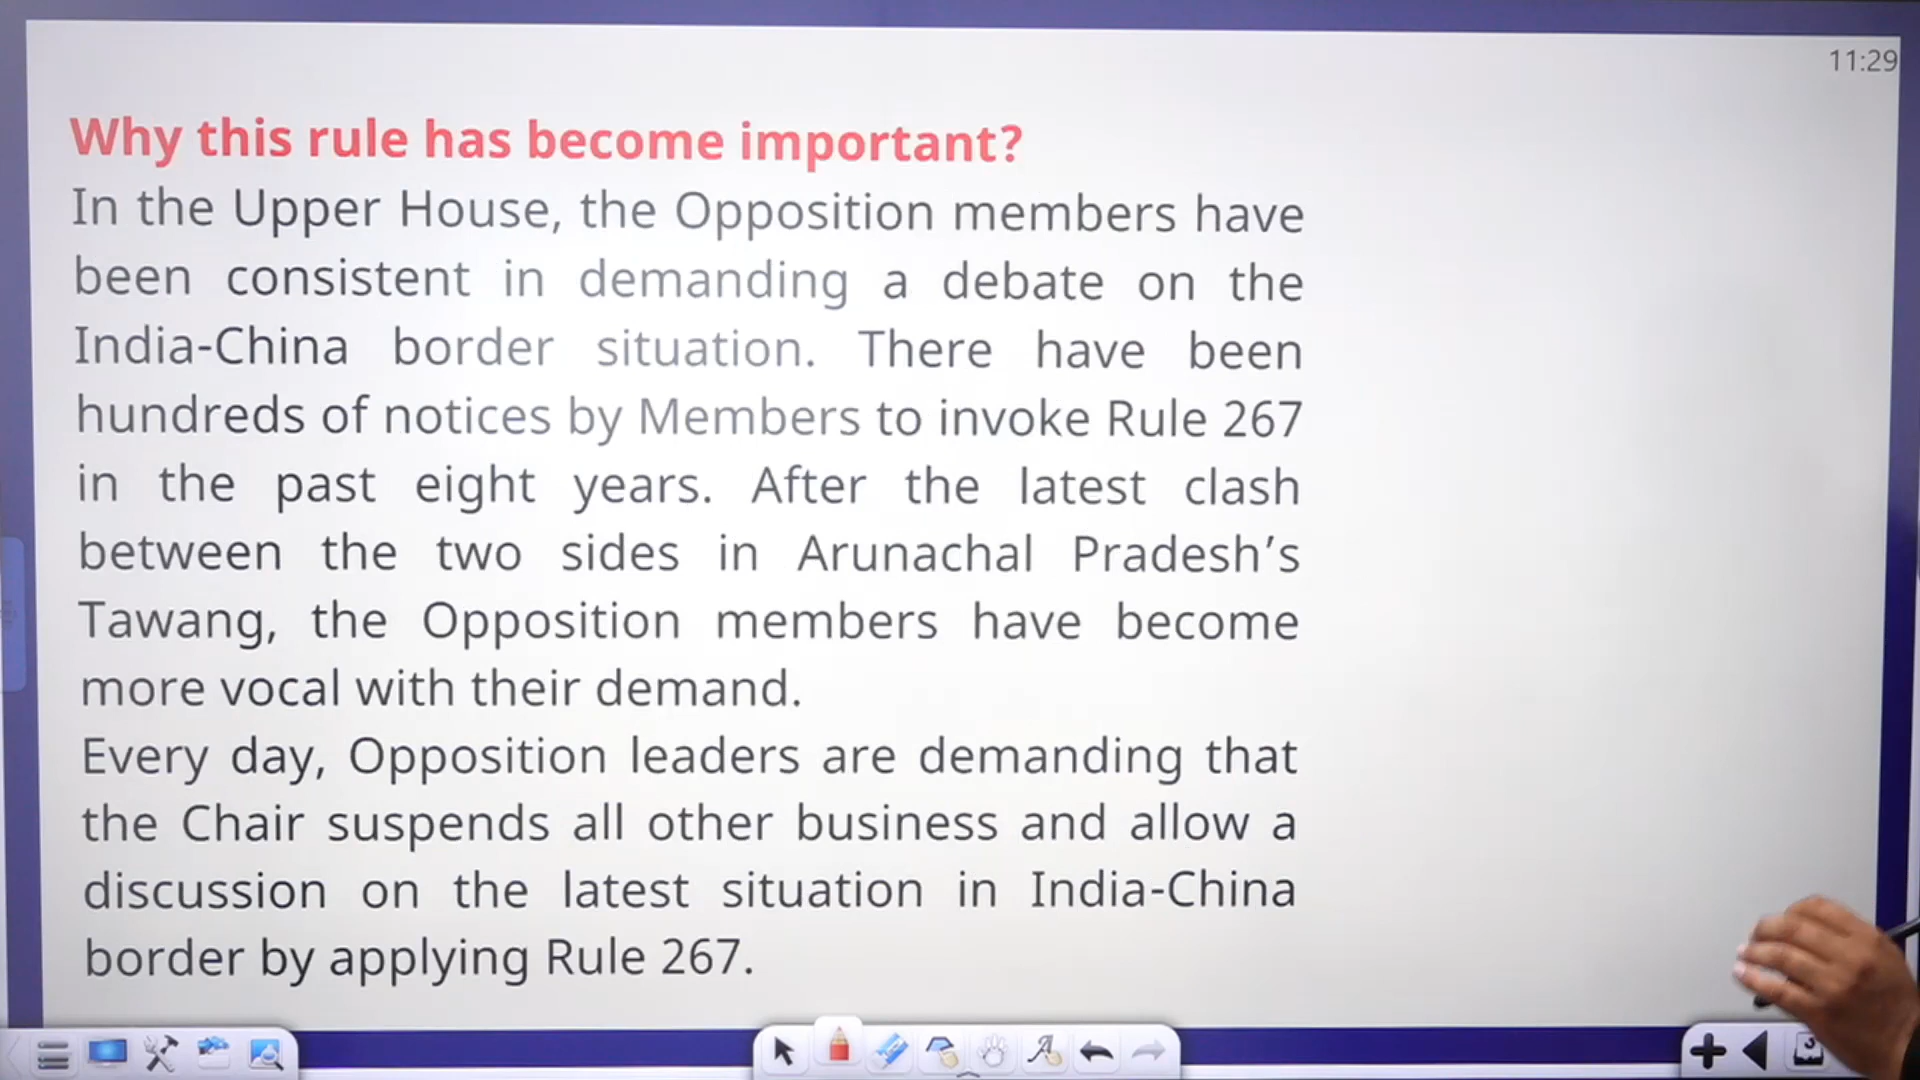 11:29
Why this rule has become important?
In the Upper House, the Opposition members have
been consistent in demanding a debate on the
India-China border situation. There have been
hundreds of notices by Members to invoke Rule 267
in the past eight years. After the latest clash
between the two sides in Arunachal Pradesh’s
Tawang, the Opposition members have become
more vocal with their demand.
Every day, Opposition leaders are demanding that
the Chair suspends all other business and allow a
discussion on the latest situation in India-China
border by applying Rule 267.